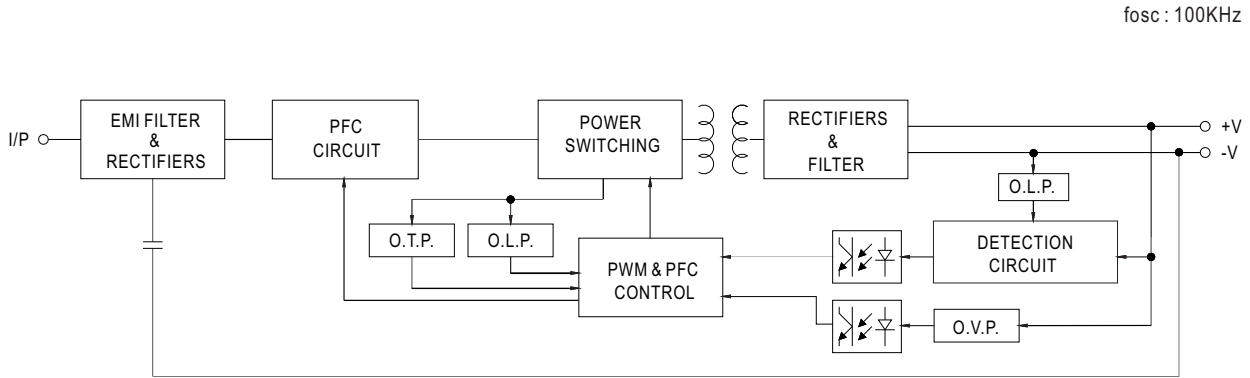 fosc : 100KHz
I/P
EMI FILTER
&
RECTIFIERS
PFC
CIRCUIT
POWER
SWITCHING
RECTIFIERS
&
FILTER
+V
-V
O.L.P.
O.T.P.
O.L.P.
PWM & PFC
CONTROL
DETECTION
CIRCUIT
O.V.P.